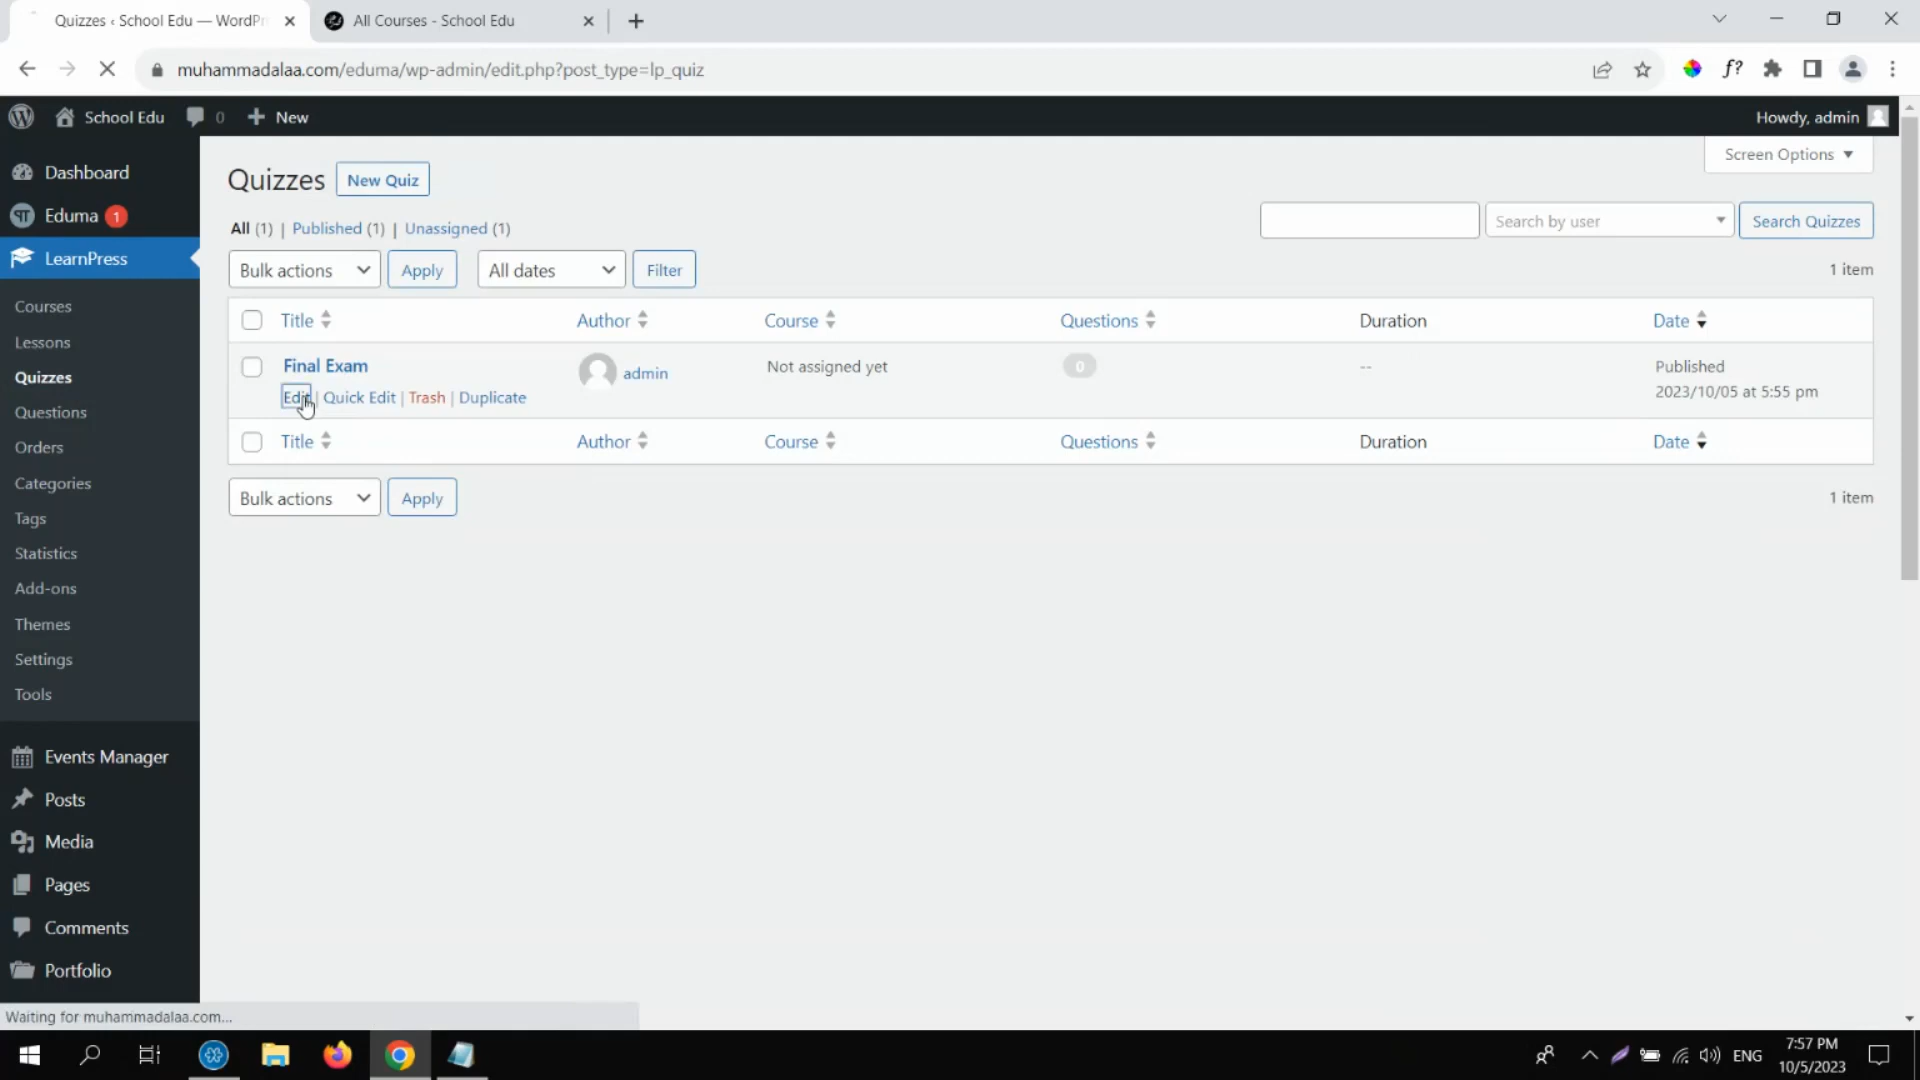 Quizzes ‹ School Edu — WordPr
All Courses - School Edu
muhammadalaa.com/eduma/wp-admin/edit.php?post_type=lp_quiz
f?
School Edu
0
New
Howdy, admin
Dashboard
Eduma 1
LearnPress
Courses
Lessons
Quizzes
Questions
Orders
Categories
Tags
Statistics
Add-ons
Themes
Settings
Tools
Events Manager
Posts
Media
Pages
Comments
Portfolio
Screen Options
Quizzes
New Quiz
All (1) | Published (1) | Unassigned (1)
Search by user
Search Quizzes
Bulk actions
Apply
All dates
Filter
1 item
Title Author Course Questions Duration Date
Final Exam
Edit | Quick Edit | Trash | Duplicate
admin
Not assigned yet
0
--
Published
2023/10/05 at 5:55 pm
Title Author Course Questions Duration Date
Bulk actions
Apply
1 item
Waiting for muhammadalaa.com...
ENG
7:57 PM
10/5/2023